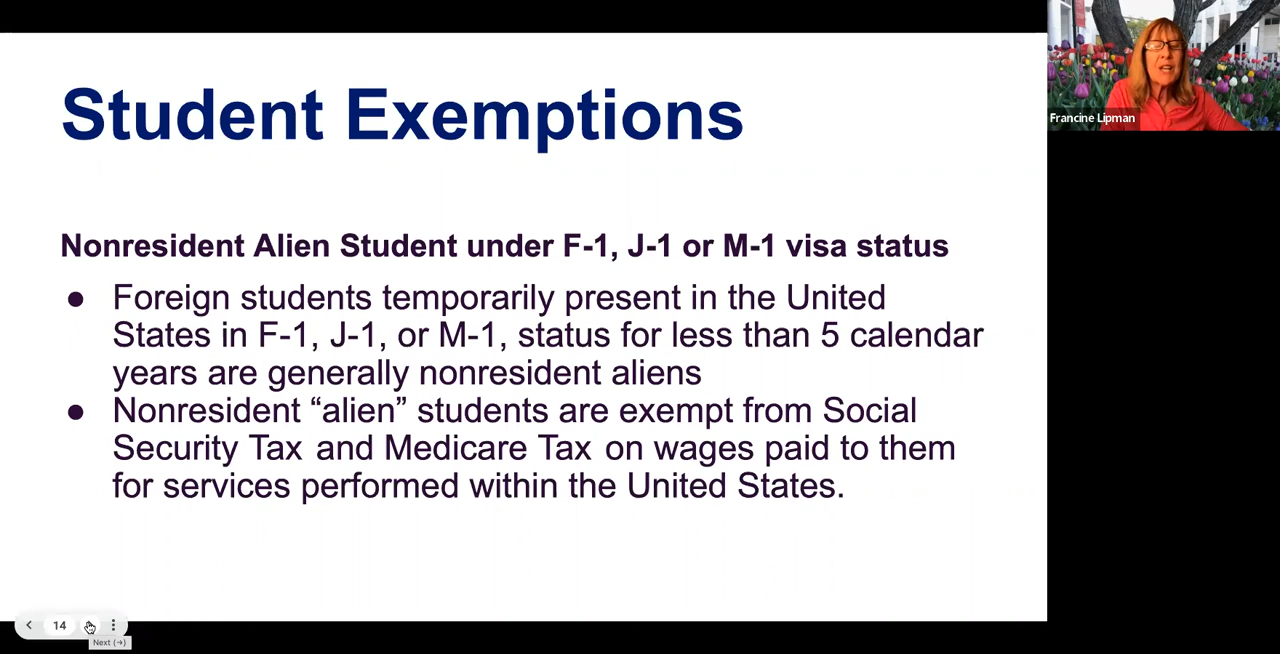 Student Exemptions
Francine Lipman
Nonresident Alien Student under F-1, J-1 or M-1 visa status
● Foreign students temporarily present in the United
States in F-1, J-1, or M-1, status for less than 5 calendar
years are generally nonresident aliens
● Nonresident “alien” students are exempt from Social
Security Tax and Medicare Tax on wages paid to them
for services performed within the United States.
14
Next (→)